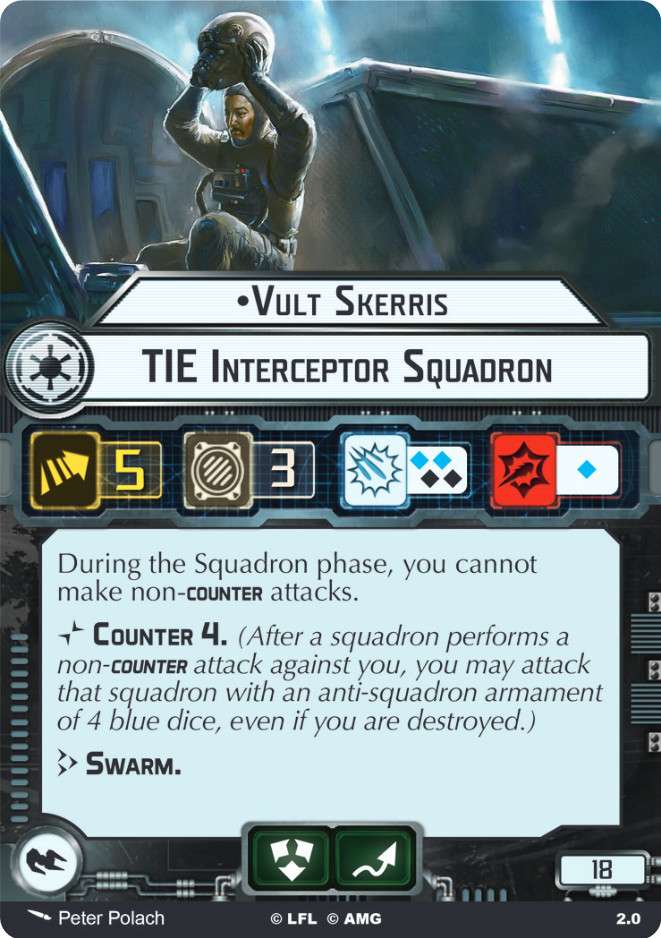 •Vult Skerris
TIE Interceptor Squadron
5 3
During the Squadron phase, you cannot
make non-COUNTER attacks.
Counter 4. (After a squadron performs a
non-COUNTER attack against you, you may attack
that squadron with an anti-squadron armament
of 4 blue dice, even if you are destroyed.)
Swarm.
18
Peter Polach © LFL © AMG 2.0